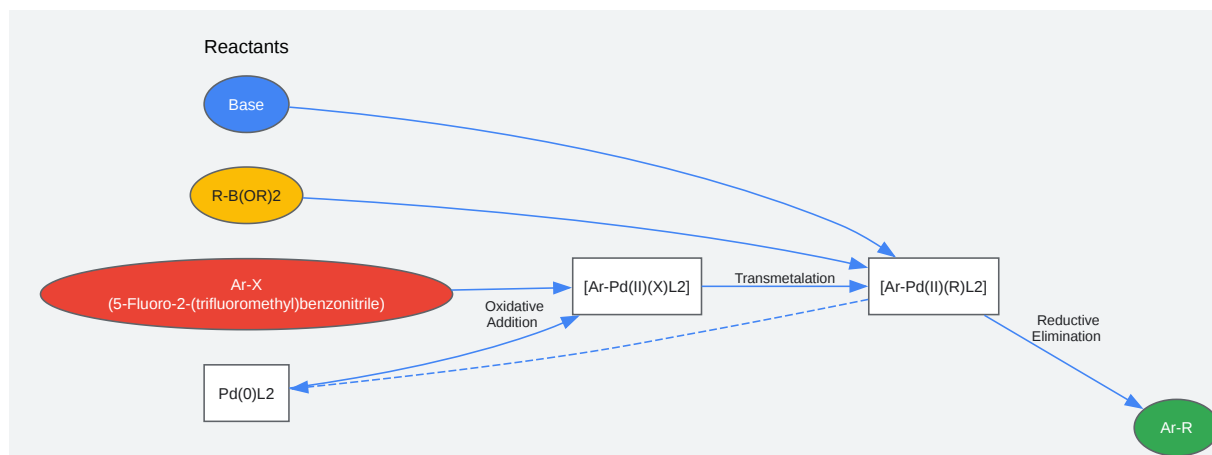 Reactants
Base
R-B(OR)2
Ar-X
(5-Fluoro-2-(trifluoromethyl)benzonitrile)
Pd(0)L2
Oxidative
Addition
[Ar-Pd(II)(X)L2]
Transmetalation
[Ar-Pd(II)(R)L2]
Reductive
Elimination
Ar-R